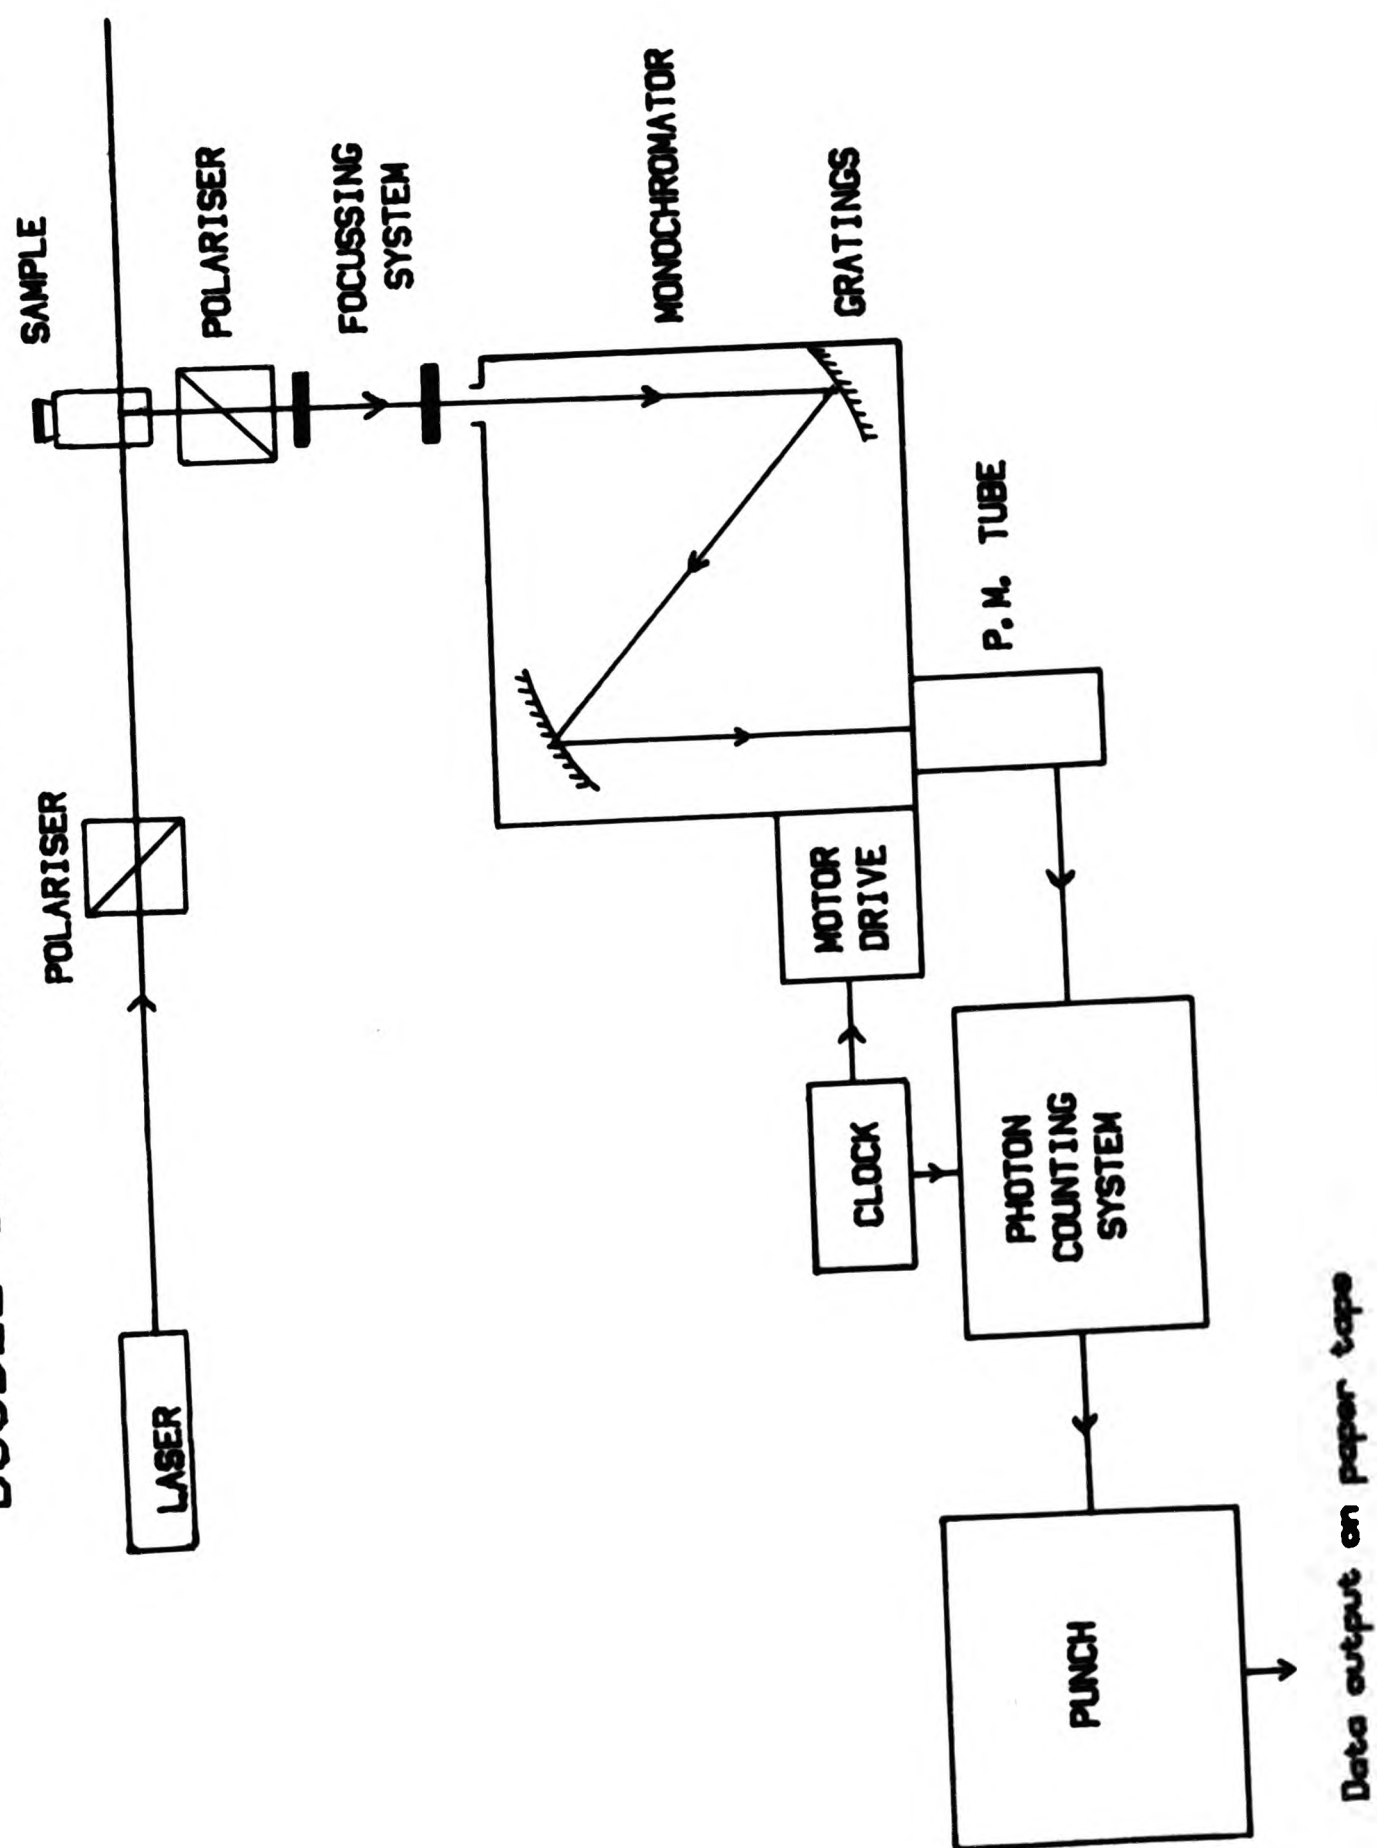 SAMPLE
POLARISER
POLARISER
FOCUSSING
SYSTEM
LASER
MONOCHROMATOR
GRATINGS
MOTOR
DRIVE
P.M. TUBE
CLOCK
PHOTON
COUNTING
SYSTEM
PUNCH
Data output on paper tape